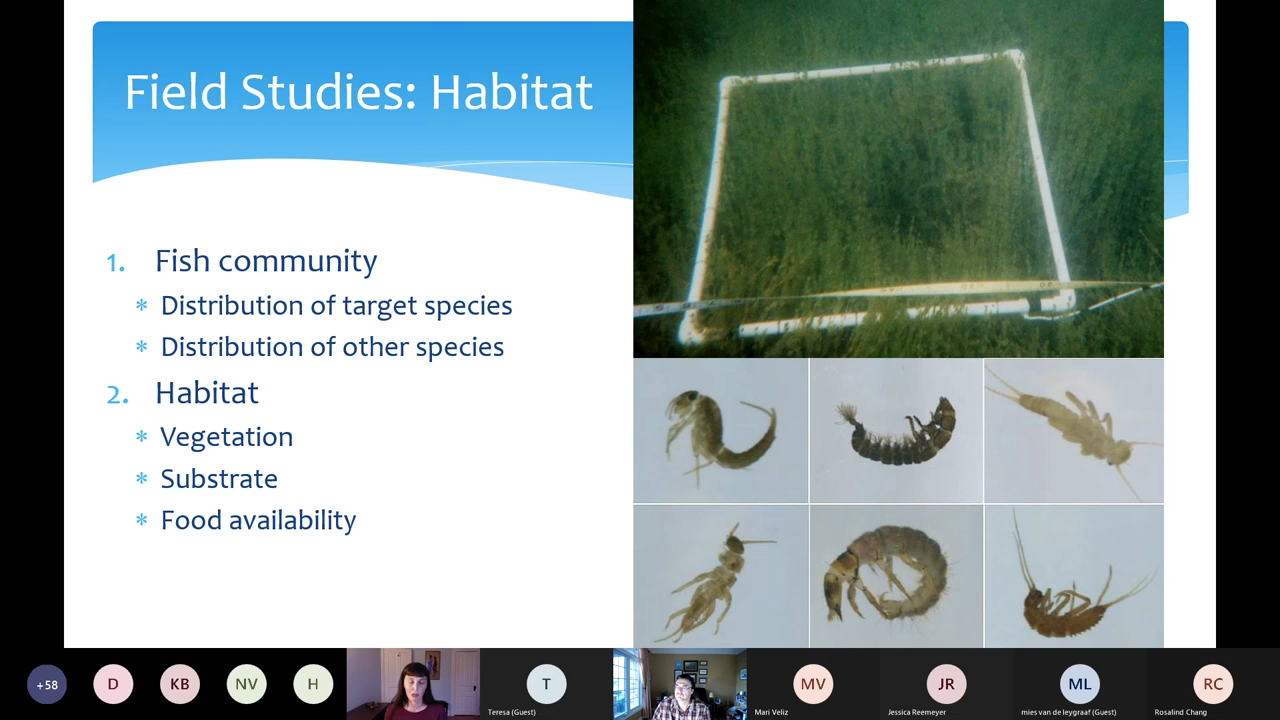 Field Studies: Habitat
1. Fish community
* Distribution of target species
* Distribution of other species
2. Habitat
* Vegetation
* Substrate
* Food availability
+58
D
KB
NV
H
T
Teresa (Guest)
MV
Mari Veliz
JR
Jessica Reemeyer
ML
mies van de leygraaf (Guest)
RC
Rosalind Chang